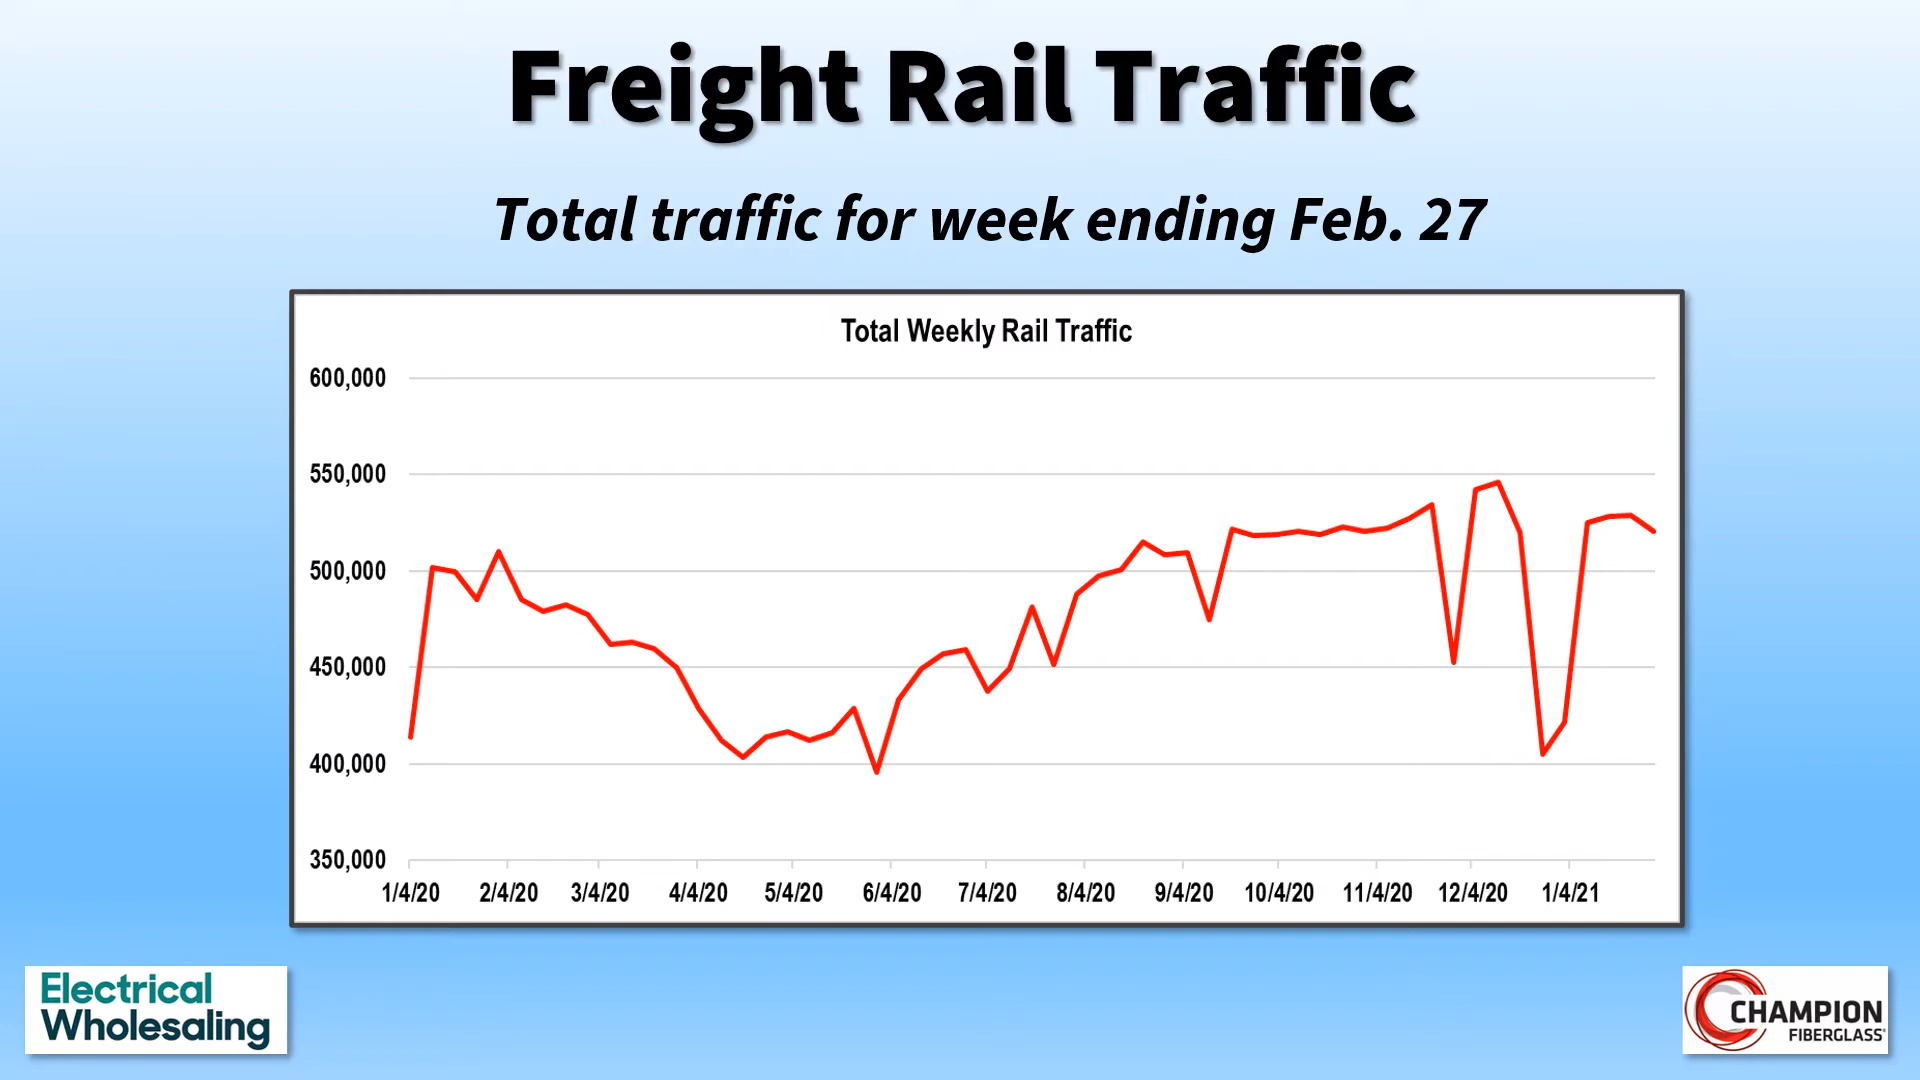 Freight Rail Traffic
Total traffic for week ending Feb. 27
Total Weekly Rail Traffic
600,000
550,000
500,000
450,000
400,000
350,000
1/4/20 2/4/20 3/4/20 4/4/20 5/4/20 6/4/20 7/4/20 8/4/20 9/4/20 10/4/20 11/4/20 12/4/20 1/4/21
Electrical
Wholesaling
CHAMPION
FIBERGLASS®